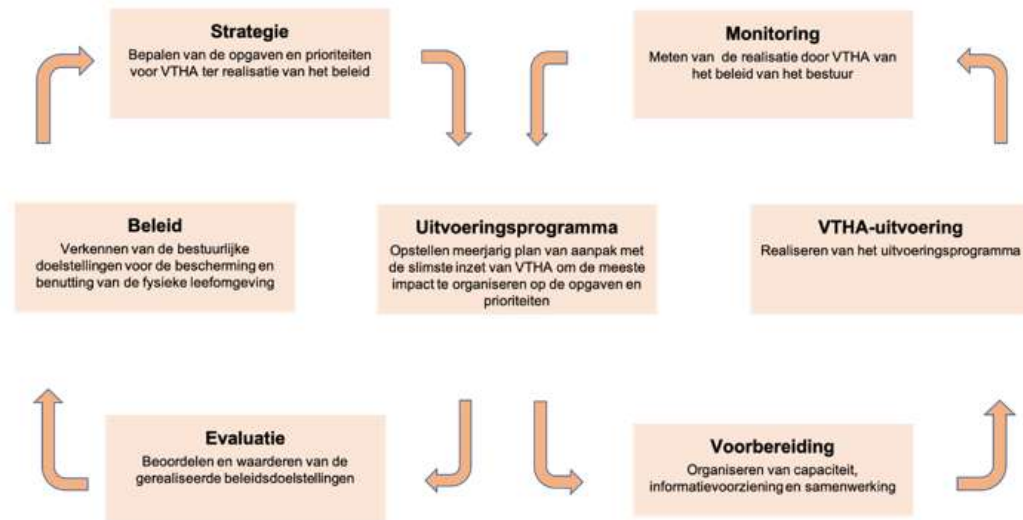 Strategie
Bepalen van de opgaven en prioriteiten
voor VTHA ter realisatie van het beleid
Monitoring
Meten van de realisatie door VTHA van
het beleid van het bestuur
Beleid
Verkennen van de bestuurlijke
doelstellingen voor de bescherming en
benutting van de fysieke leefomgeving
Uitvoeringsprogramma
Opstellen meerjarig plan van aanpak met
de slimste inzet van VTHA om de meeste
impact te organiseren op de opgaven en
prioriteiten
VTHA-uitvoering
Realiseren van het uitvoeringsprogramma
Evaluatie
Beoordelen en waarderen van de
gerealiseerde beleidsdoelstellingen
Voorbereiding
Organiseren van capaciteit,
informatievoorziening en samenwerking